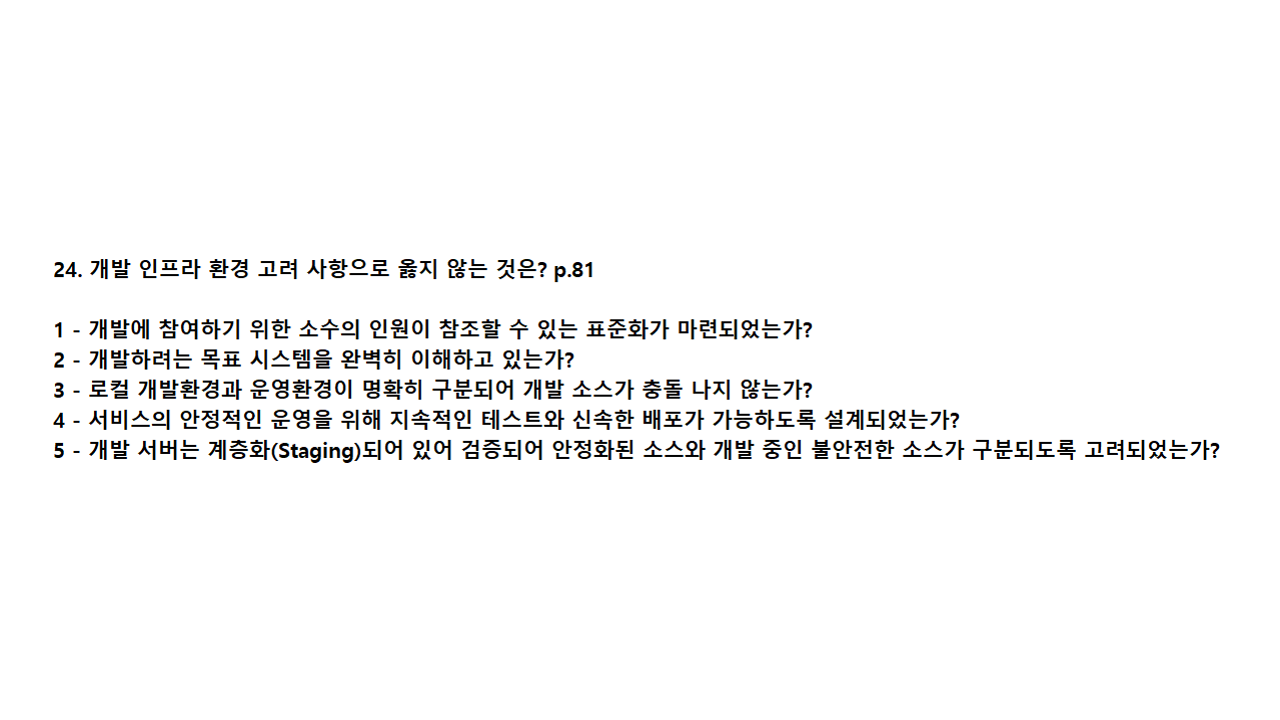 24. 개발 인프라 환경 고려 사항으로 옳지 않는 것은? p.81
1 - 개발에 참여하기 위한 소수의 인원이 참조할 수 있는 표준화가 마련되었는가?
2 - 개발하려는 목표 시스템을 완벽히 이해하고 있는가?
3 - 로컬 개발환경과 운영환경이 명확히 구분되어 개발 소스가 충돌 나지 않는가?
4 - 서비스의 안정적인 운영을 위해 지속적인 테스트와 신속한 배포가 가능하도록 설계되었는가?
5 - 개발 서버는 계층화(Staging)되어 있어 검증되어 안정화된 소스와 개발 중인 불안전한 소스가 구분되도록 고려되었는가?